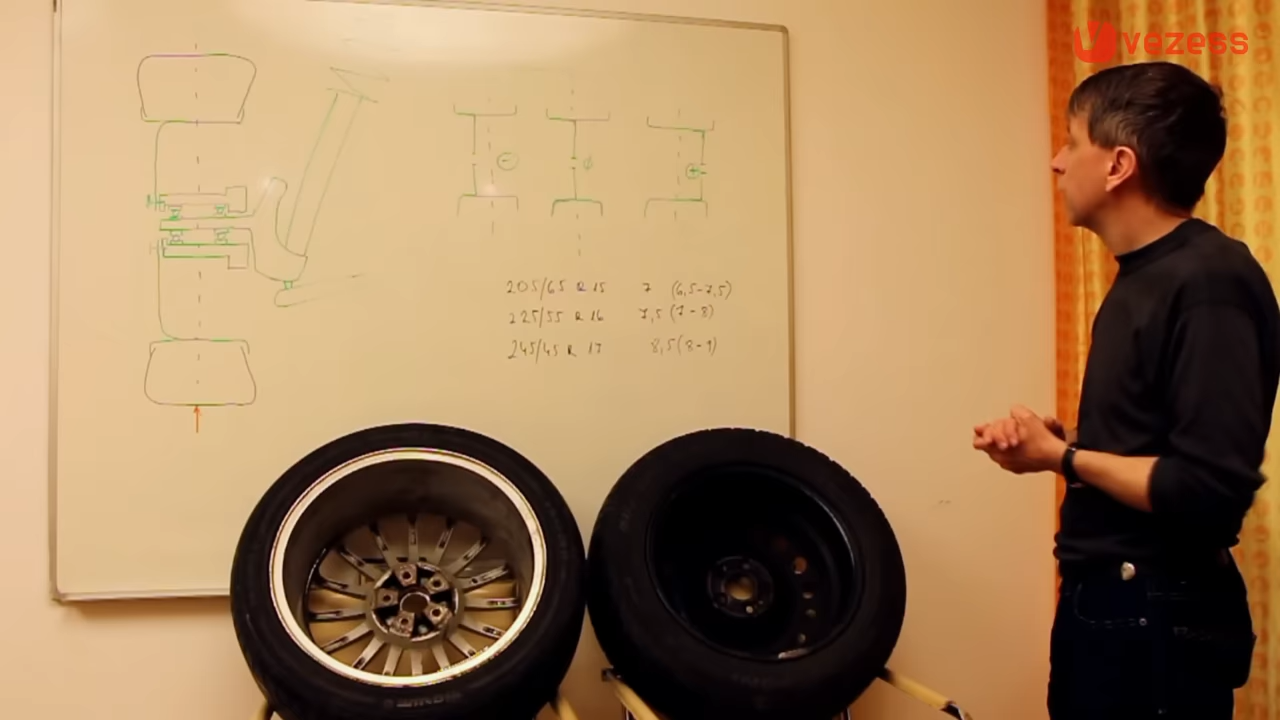 vezess
205/65 R 15 7 (6,5-7,5)
225/55 R 16 7,5 (7-8)
245/45 R 17 8,5 (8-9)